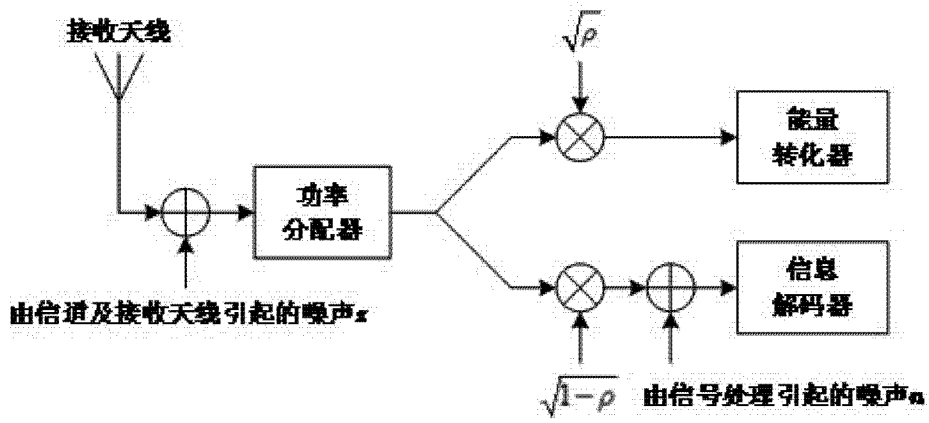 接收天线
√ρ
能量
转化器
功率
分配器
信息
解码器
由信道及接收天线引起的噪声z
√1-ρ
由信号处理引起的噪声n